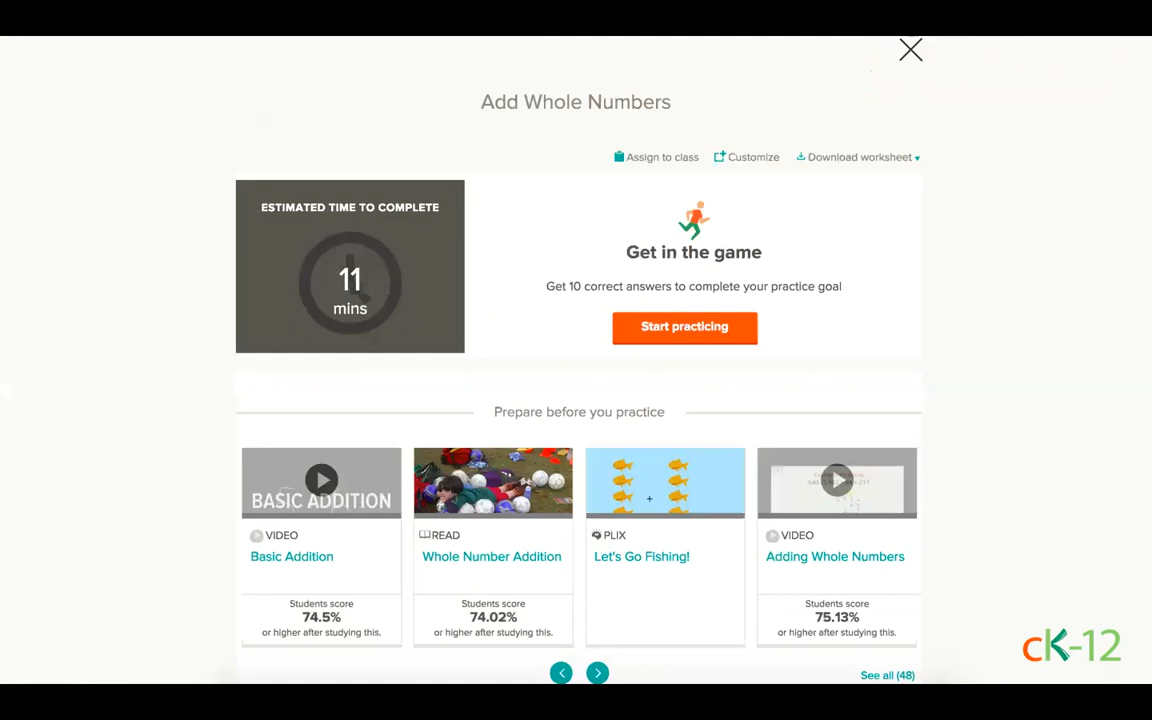 Add Whole Numbers
Assign to class Customize Download worksheet
ESTIMATED TIME TO COMPLETE
11
mins
Get in the game
Get 10 correct answers to complete your practice goal
Start practicing
Prepare before you practice
BASIC ADDITION
VIDEO
Basic Addition
Students score
74.5%
or higher after studying this.
READ
Whole Number Addition
Students score
74.02%
or higher after studying this.
+
PLIX
Let's Go Fishing!
VIDEO
Adding Whole Numbers
Students score
75.13%
or higher after studying this.
See all (48)
cK-12